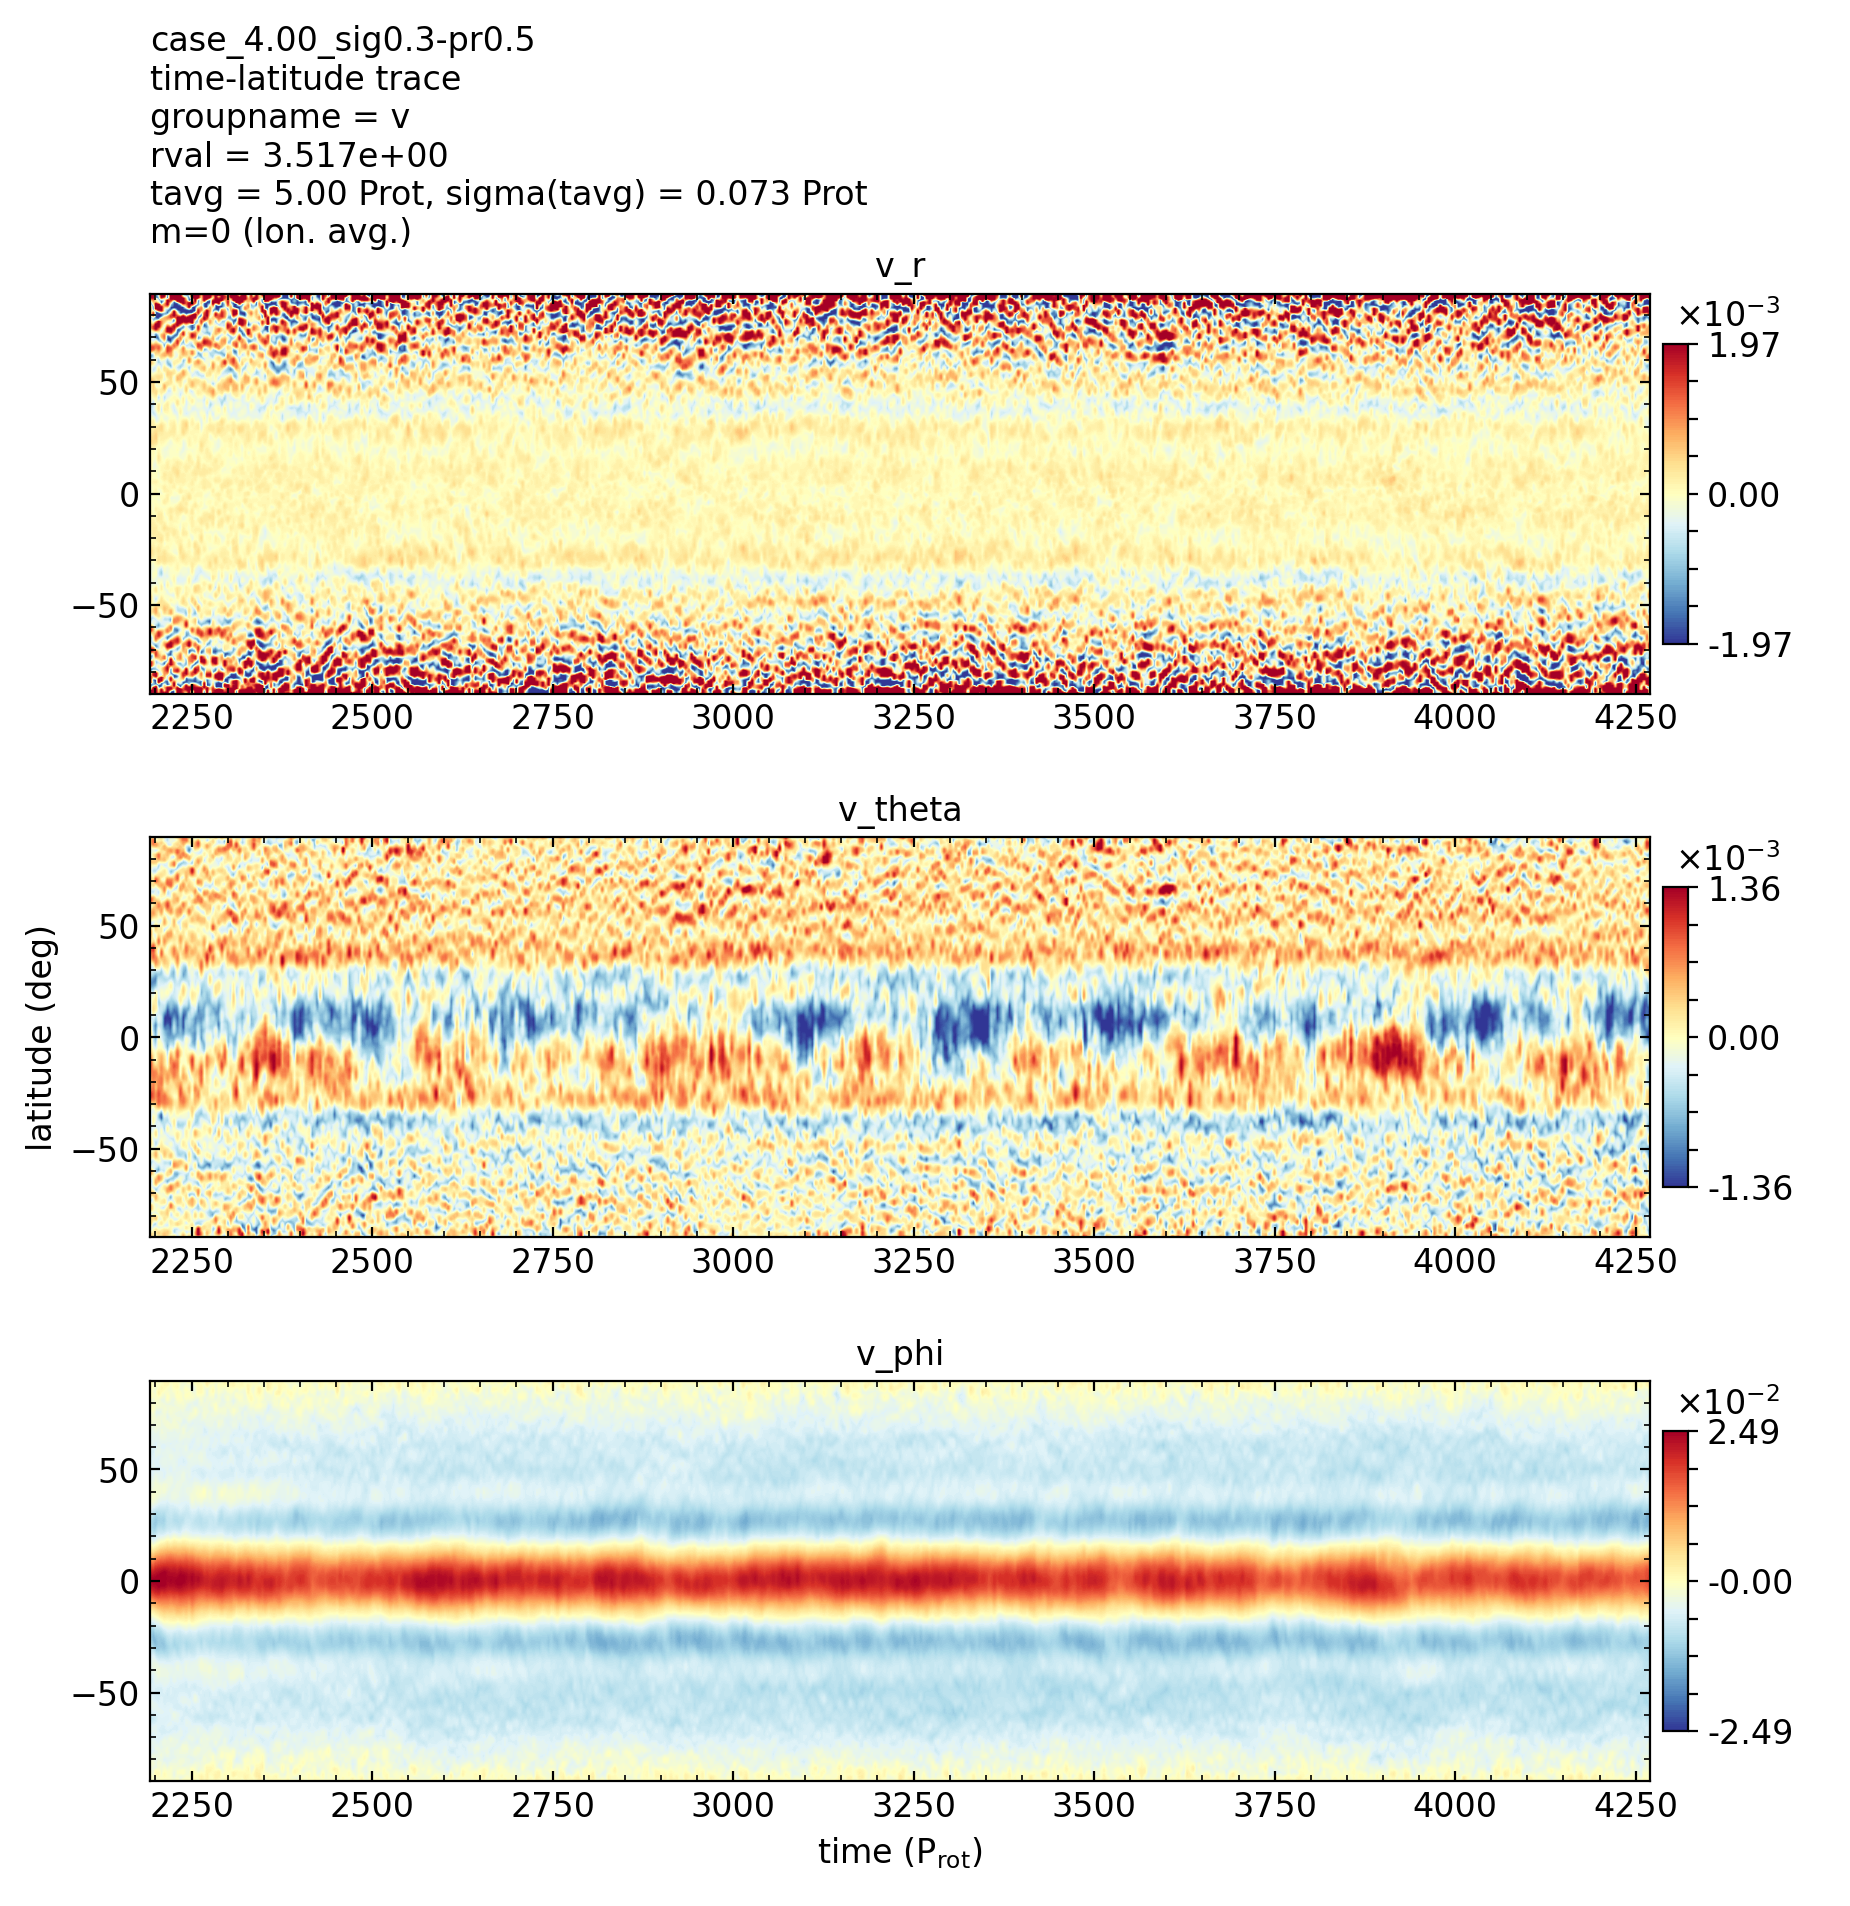 case_4.00_sig0.3-pr0.5
time-latitude trace
groupname = v
rval = 3.517e+00
tavg = 5.00 Prot, sigma(tavg) = 0.073 Prot
m=0 (lon. avg.)
v_r
×10⁻³
1.97
0.00
-1.97
50
0
−50
2250 2500 2750 3000 3250 3500 3750 4000 4250
v_theta
×10⁻³
1.36
0.00
-1.36
latitude (deg)
50
0
−50
2250 2500 2750 3000 3250 3500 3750 4000 4250
v_phi
×10⁻²
2.49
-0.00
-2.49
50
0
−50
2250 2500 2750 3000 3250 3500 3750 4000 4250
time (P_rot)